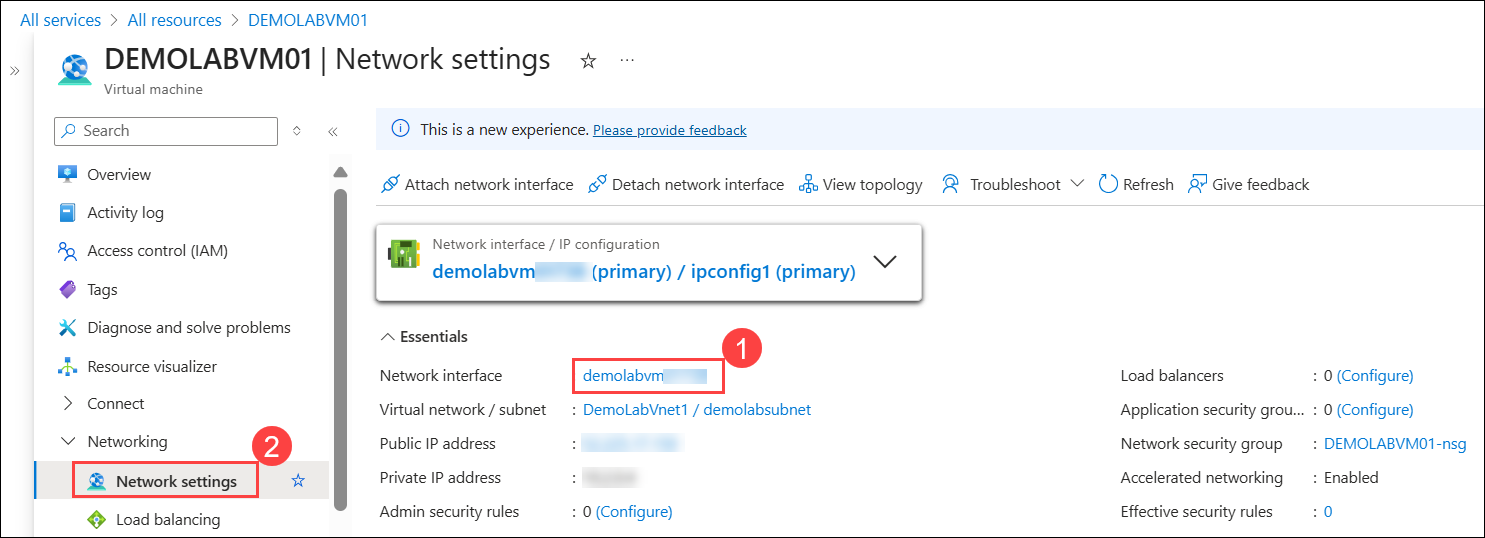 All services > All resources > DEMOLABVM01
DEMOLABVM01 | Network settings
Virtual machine
Search
Overview
Activity log
Access control (IAM)
Tags
Diagnose and solve problems
Resource visualizer
Connect
Networking
2
Network settings
Load balancing
This is a new experience. Please provide feedback
Attach network interface Detach network interface View topology Troubleshoot Refresh Give feedback
Network interface / IP configuration
demolabvm (primary) / ipconfig1 (primary)
Essentials
1
Network interface demolabvm
Virtual network / subnet : DemoLabVnet1 / demolabsubnet
Public IP address :
Private IP address :
Admin security rules : 0 (Configure)
Load balancers : 0 (Configure)
Application security grou... : 0 (Configure)
Network security group : DEMOLABVM01-nsg
Accelerated networking : Enabled
Effective security rules : 0